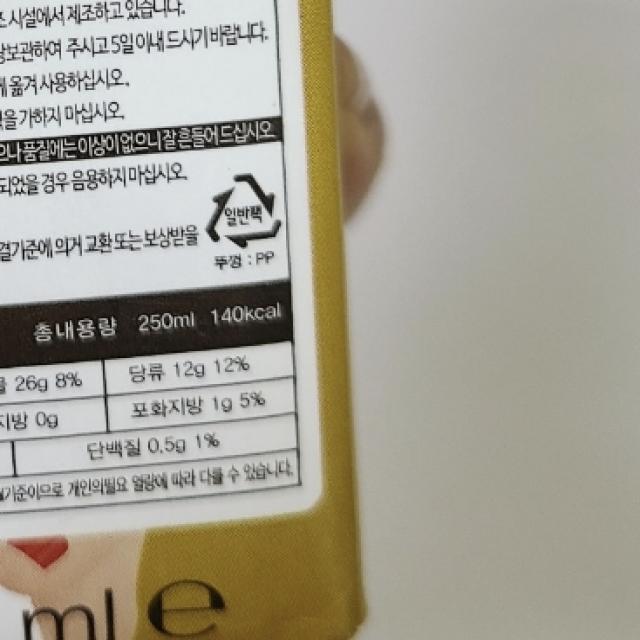 시설에서 제조하고 있습니다.
장보관하여 주시고 5일 이내 드시기 바랍니다.
옮겨 사용하십시오.
가하지 마십시오.
으나 품질에는 이상이 없으니 잘 흔들어 드십시오
되었을 경우 음용하지 마십시오.
결기준에 의거 교환 또는 보상받을
일반팩
뚜껑 : PP
총내용량 250ml 140kcal
26g 8% 당류 12g 12%
지방 0g 포화지방 1g 5%
단백질 0.5g 1%
기준이므로 개인의필요 열량에 따라 다를 수 있습니다.
ml e